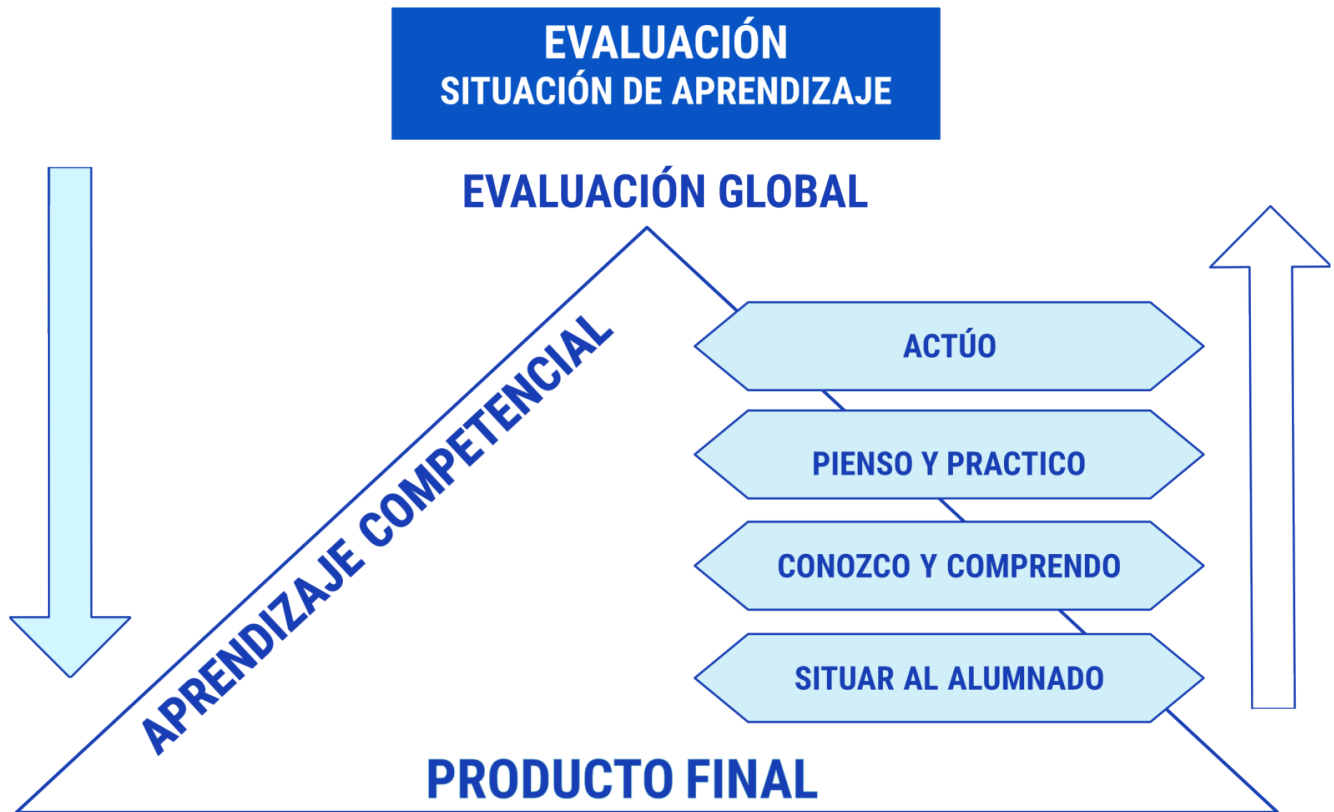 EVALUACIÓN
SITUACIÓN DE APRENDIZAJE
EVALUACIÓN GLOBAL
APRENDIZAJE COMPETENCIAL
ACTÚO
PIENSO Y PRACTICO
CONOZCO Y COMPRENDO
SITUAR AL ALUMNADO
PRODUCTO FINAL